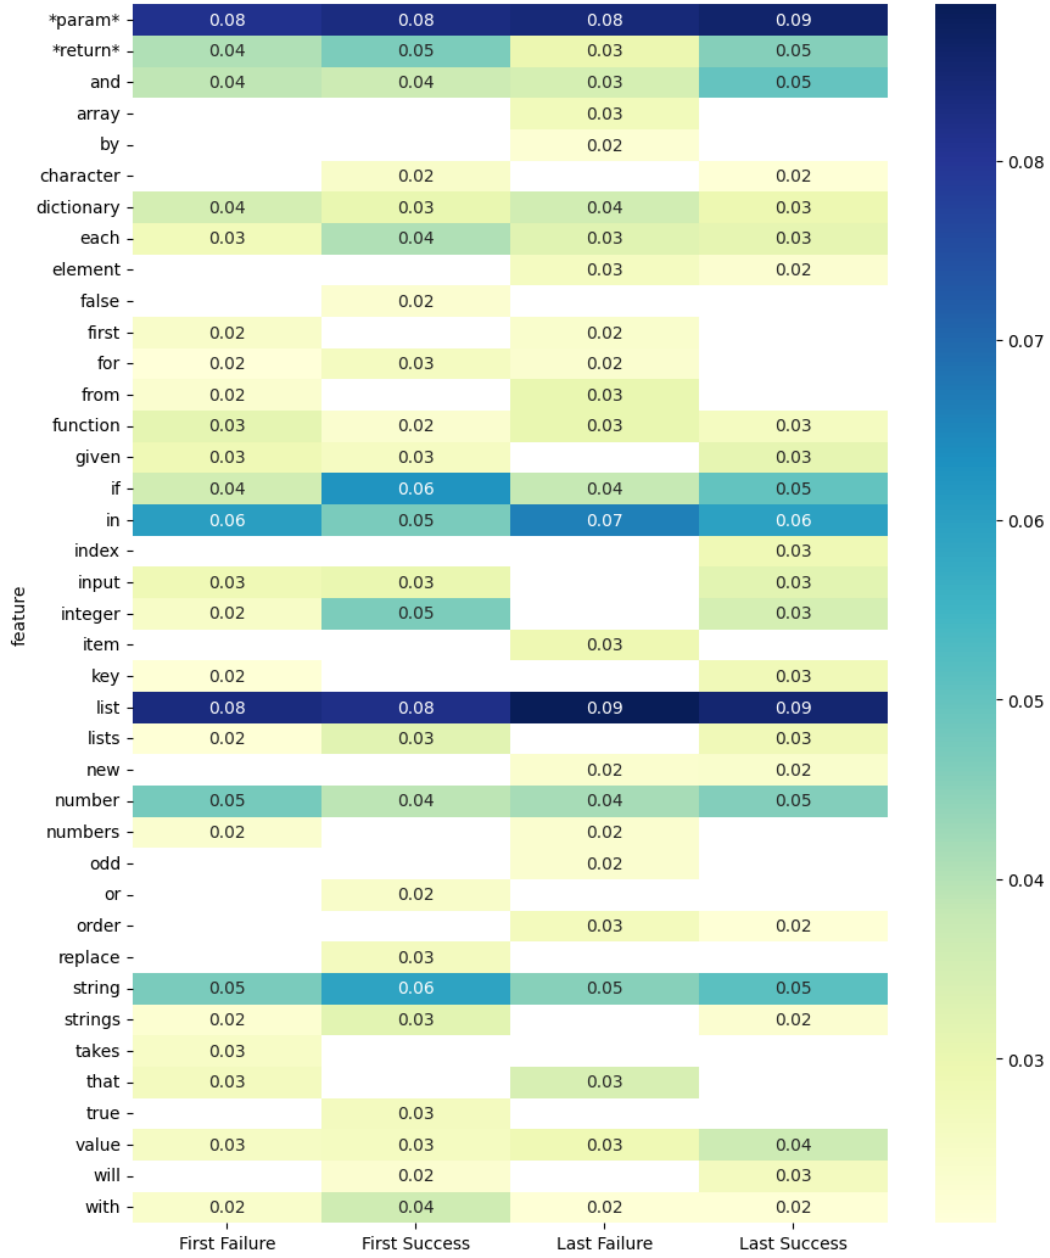 *param* 0.08 0.08 0.08 0.09
*return* 0.04 0.05 0.03 0.05
and 0.04 0.04 0.03 0.05
array 0.03
by 0.02
character 0.02 0.02
dictionary 0.04 0.03 0.04 0.03
each 0.03 0.04 0.03 0.03
element 0.03 0.02
false 0.02
first 0.02 0.02
for 0.02 0.03 0.02
from 0.02 0.03
function 0.03 0.02 0.03 0.03
given 0.03 0.03 0.03
if 0.04 0.06 0.04 0.05
in 0.06 0.05 0.07 0.06
index 0.03
input 0.03 0.03 0.03
integer 0.02 0.05 0.03
item 0.03
key 0.02 0.03
list 0.08 0.08 0.09 0.09
lists 0.02 0.03 0.03
new 0.02 0.02
number 0.05 0.04 0.04 0.05
numbers 0.02 0.02
odd 0.02
or 0.02
order 0.03 0.02
replace 0.03
string 0.05 0.06 0.05 0.05
strings 0.02 0.03 0.02
takes 0.03
that 0.03 0.03
true 0.03
value 0.03 0.03 0.03 0.04
will 0.02 0.03
with 0.02 0.04 0.02 0.02
First Failure First Success Last Failure Last Success
feature
0.08
0.07
0.06
0.05
0.04
0.03